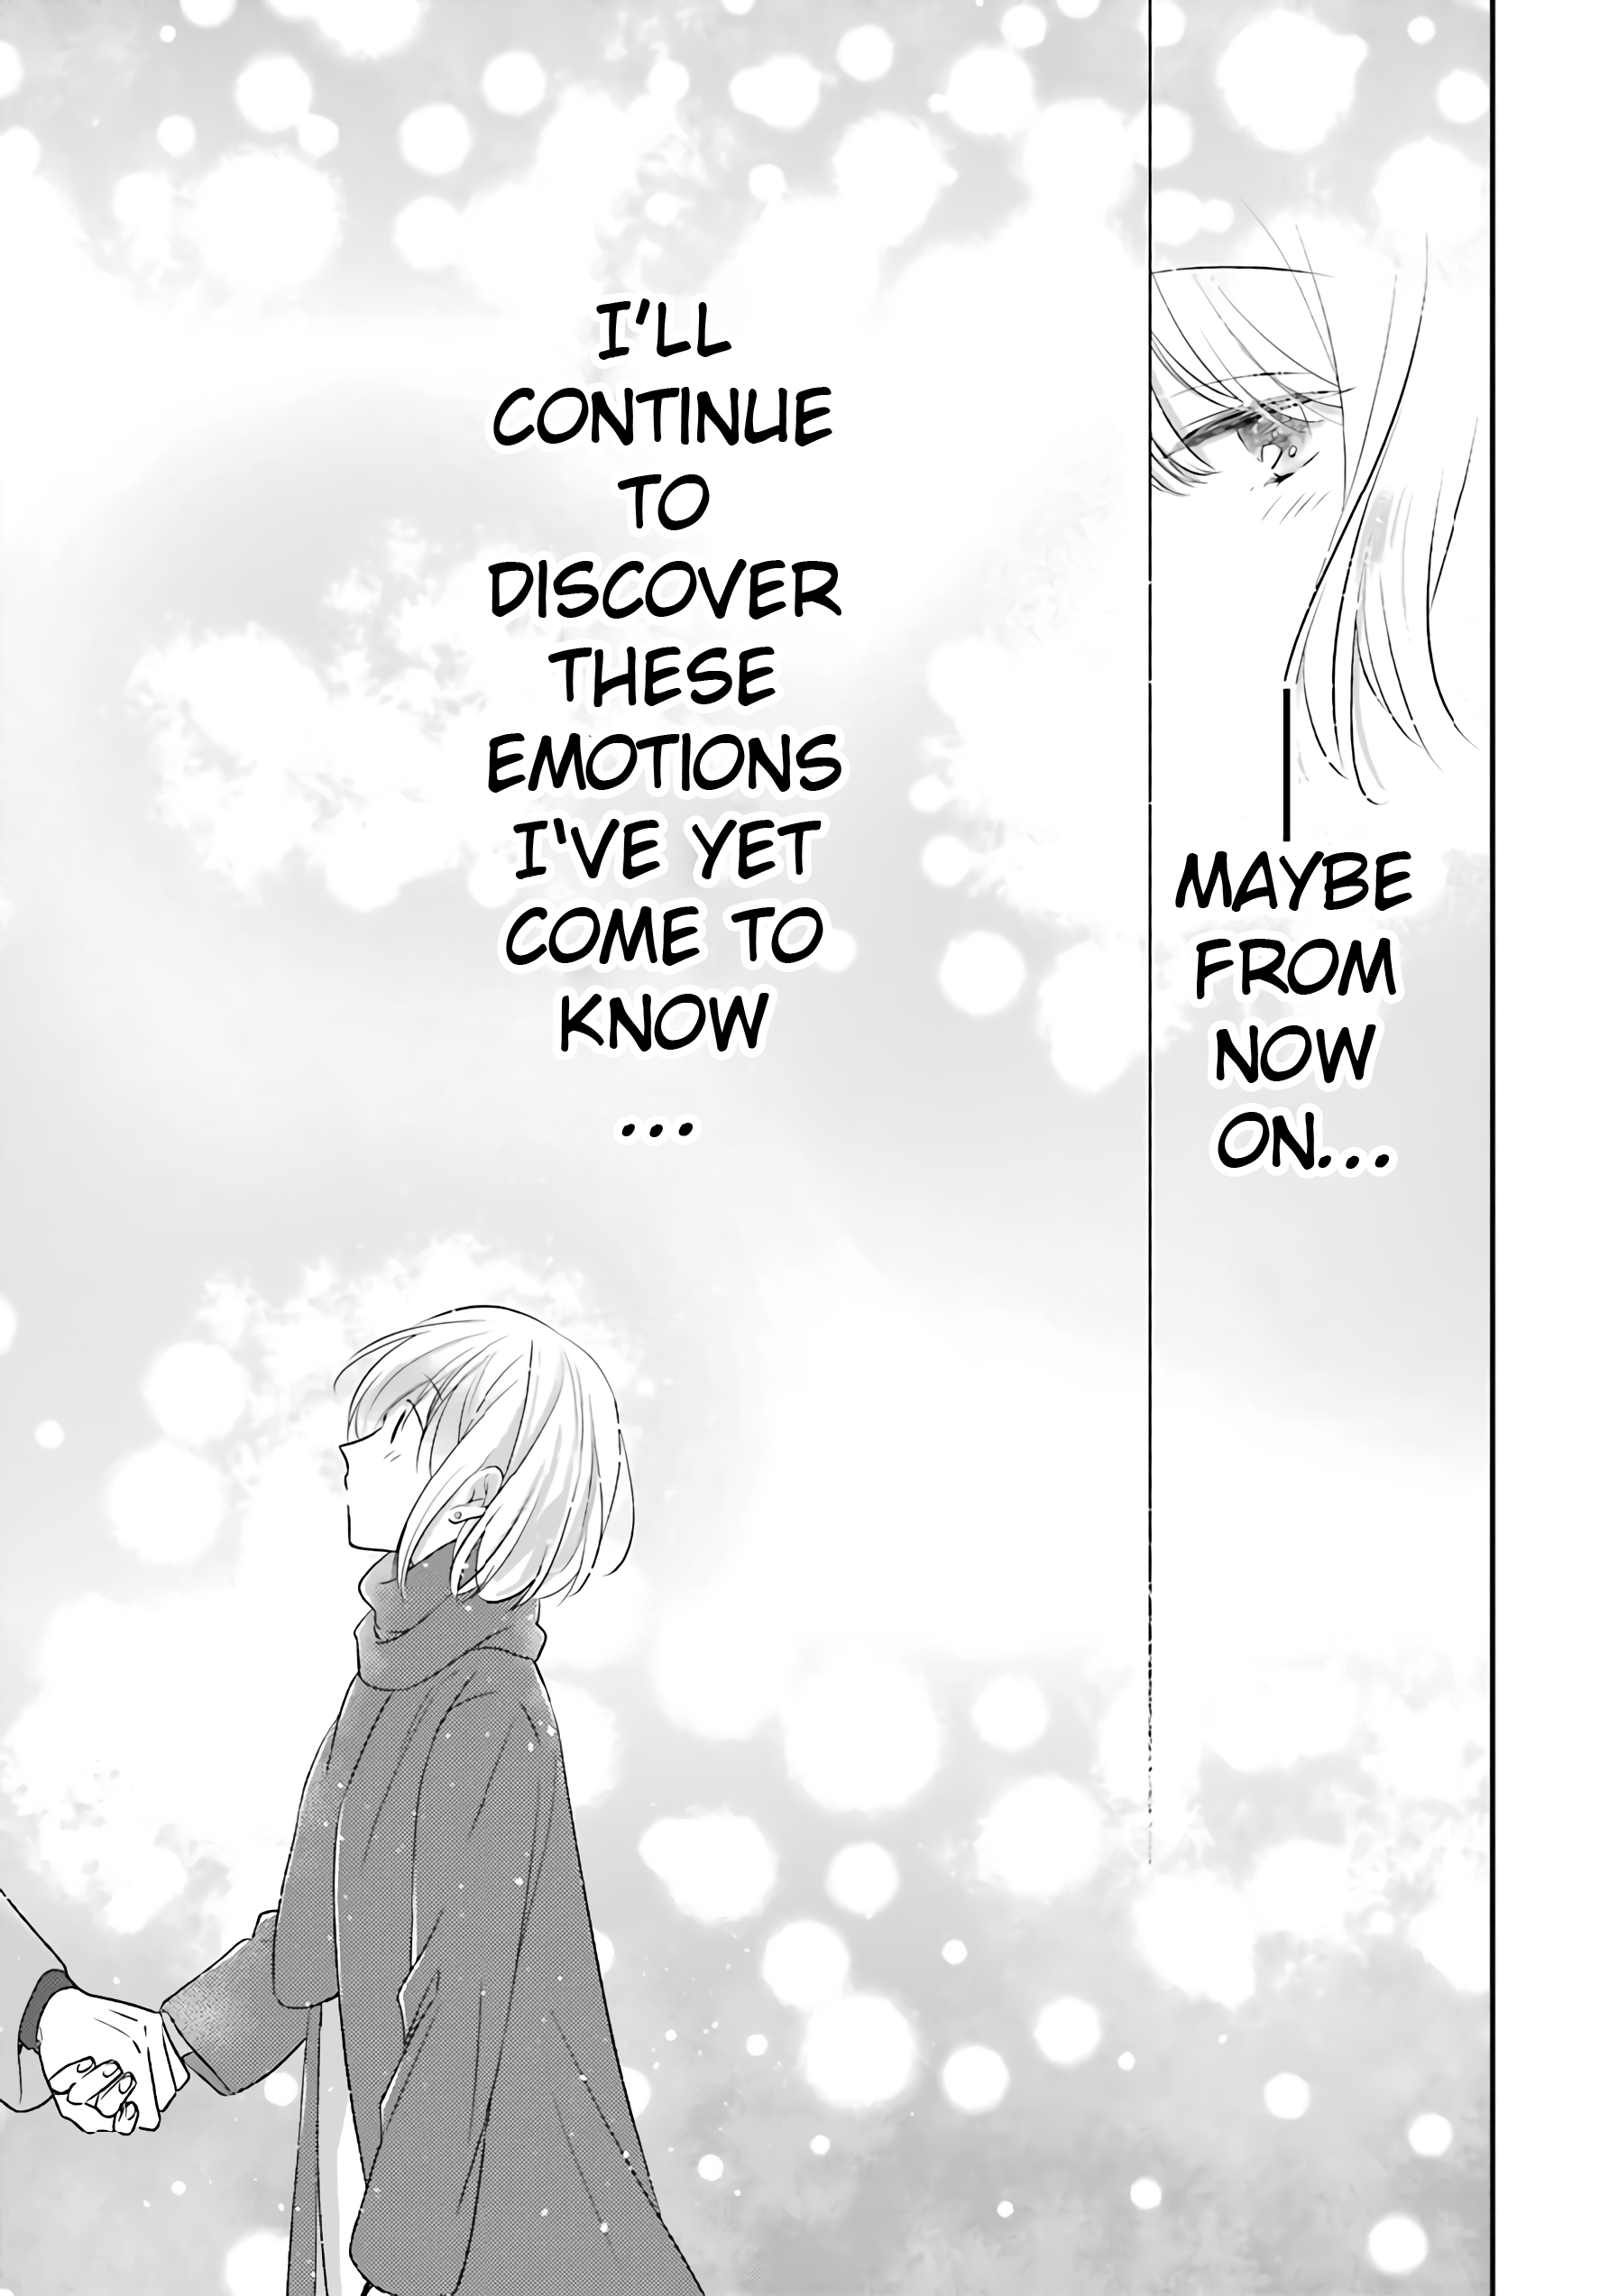 MAYBE
FROM
NOW
ON...
I'LL
CONTINUE
TO
DISCOVER
THESE
EMOTIONS
I'VE YET
COME TO
KNOW
...